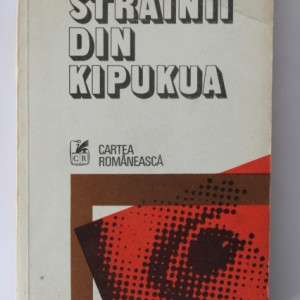 STRĂINII
DIN
KIPUKUA
CR
CARTEA
ROMÂNEASCĂ